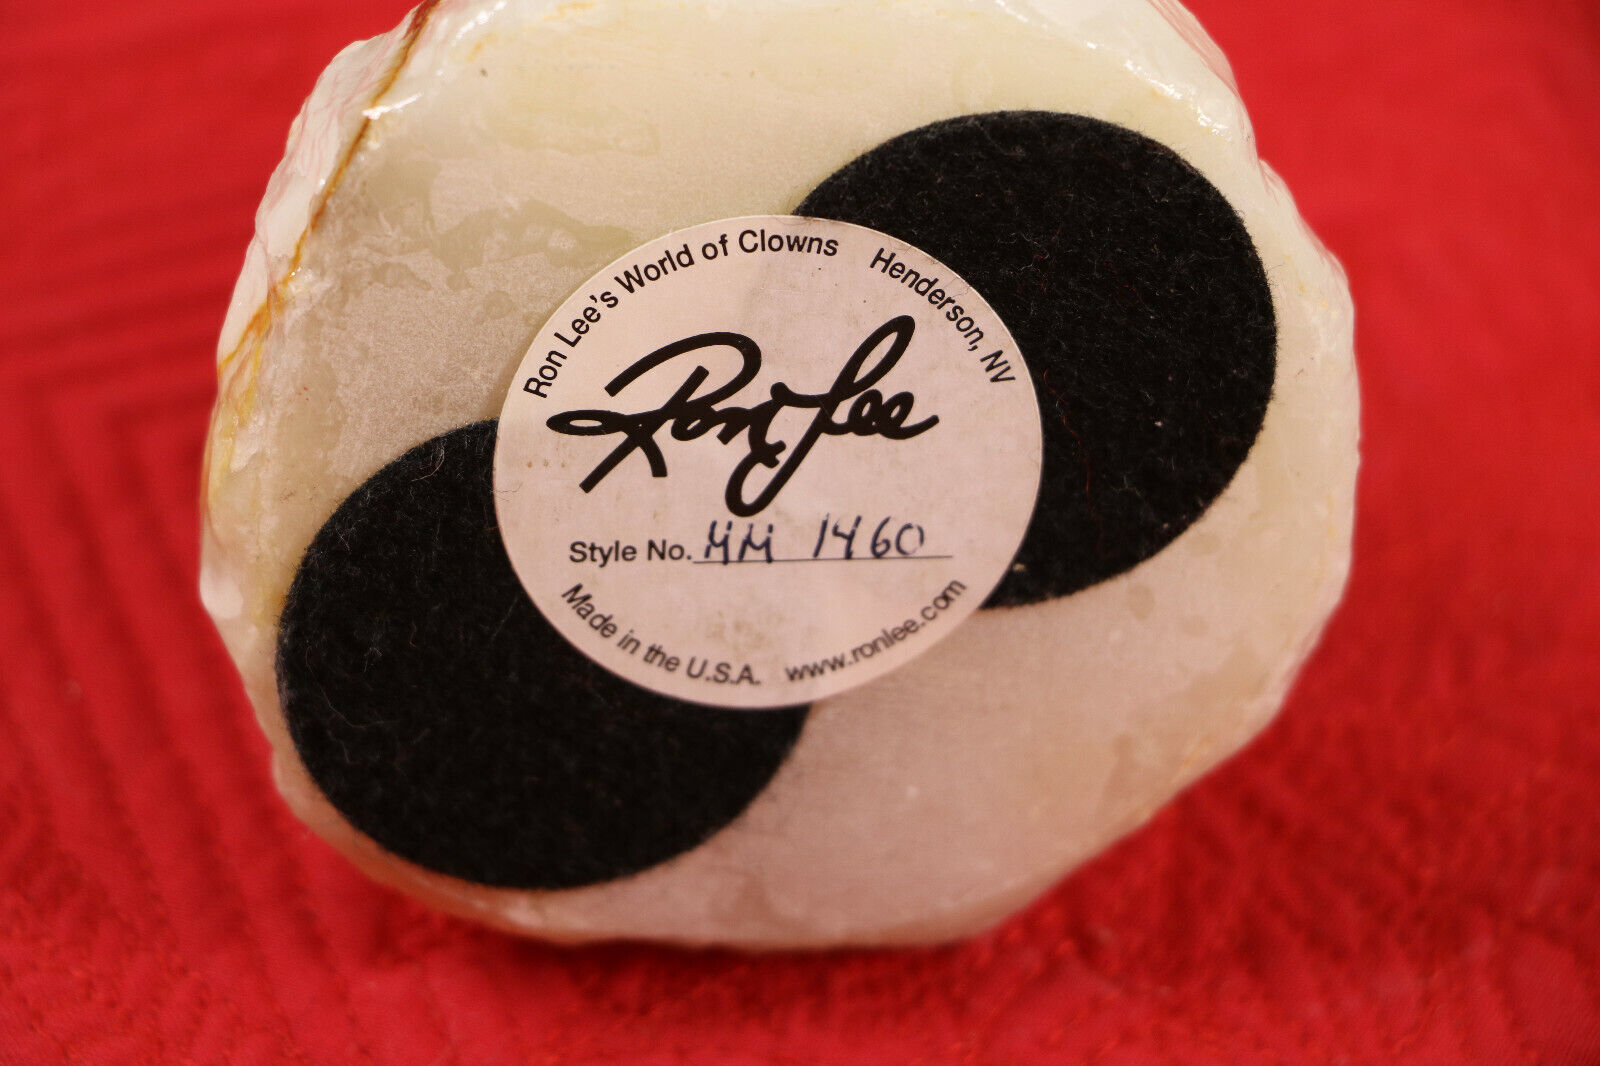 Ron Lee's World of Clowns Henderson, NV
Ron Lee
Style No. MM 1460
Made in the U.S.A. www.ronlee.com